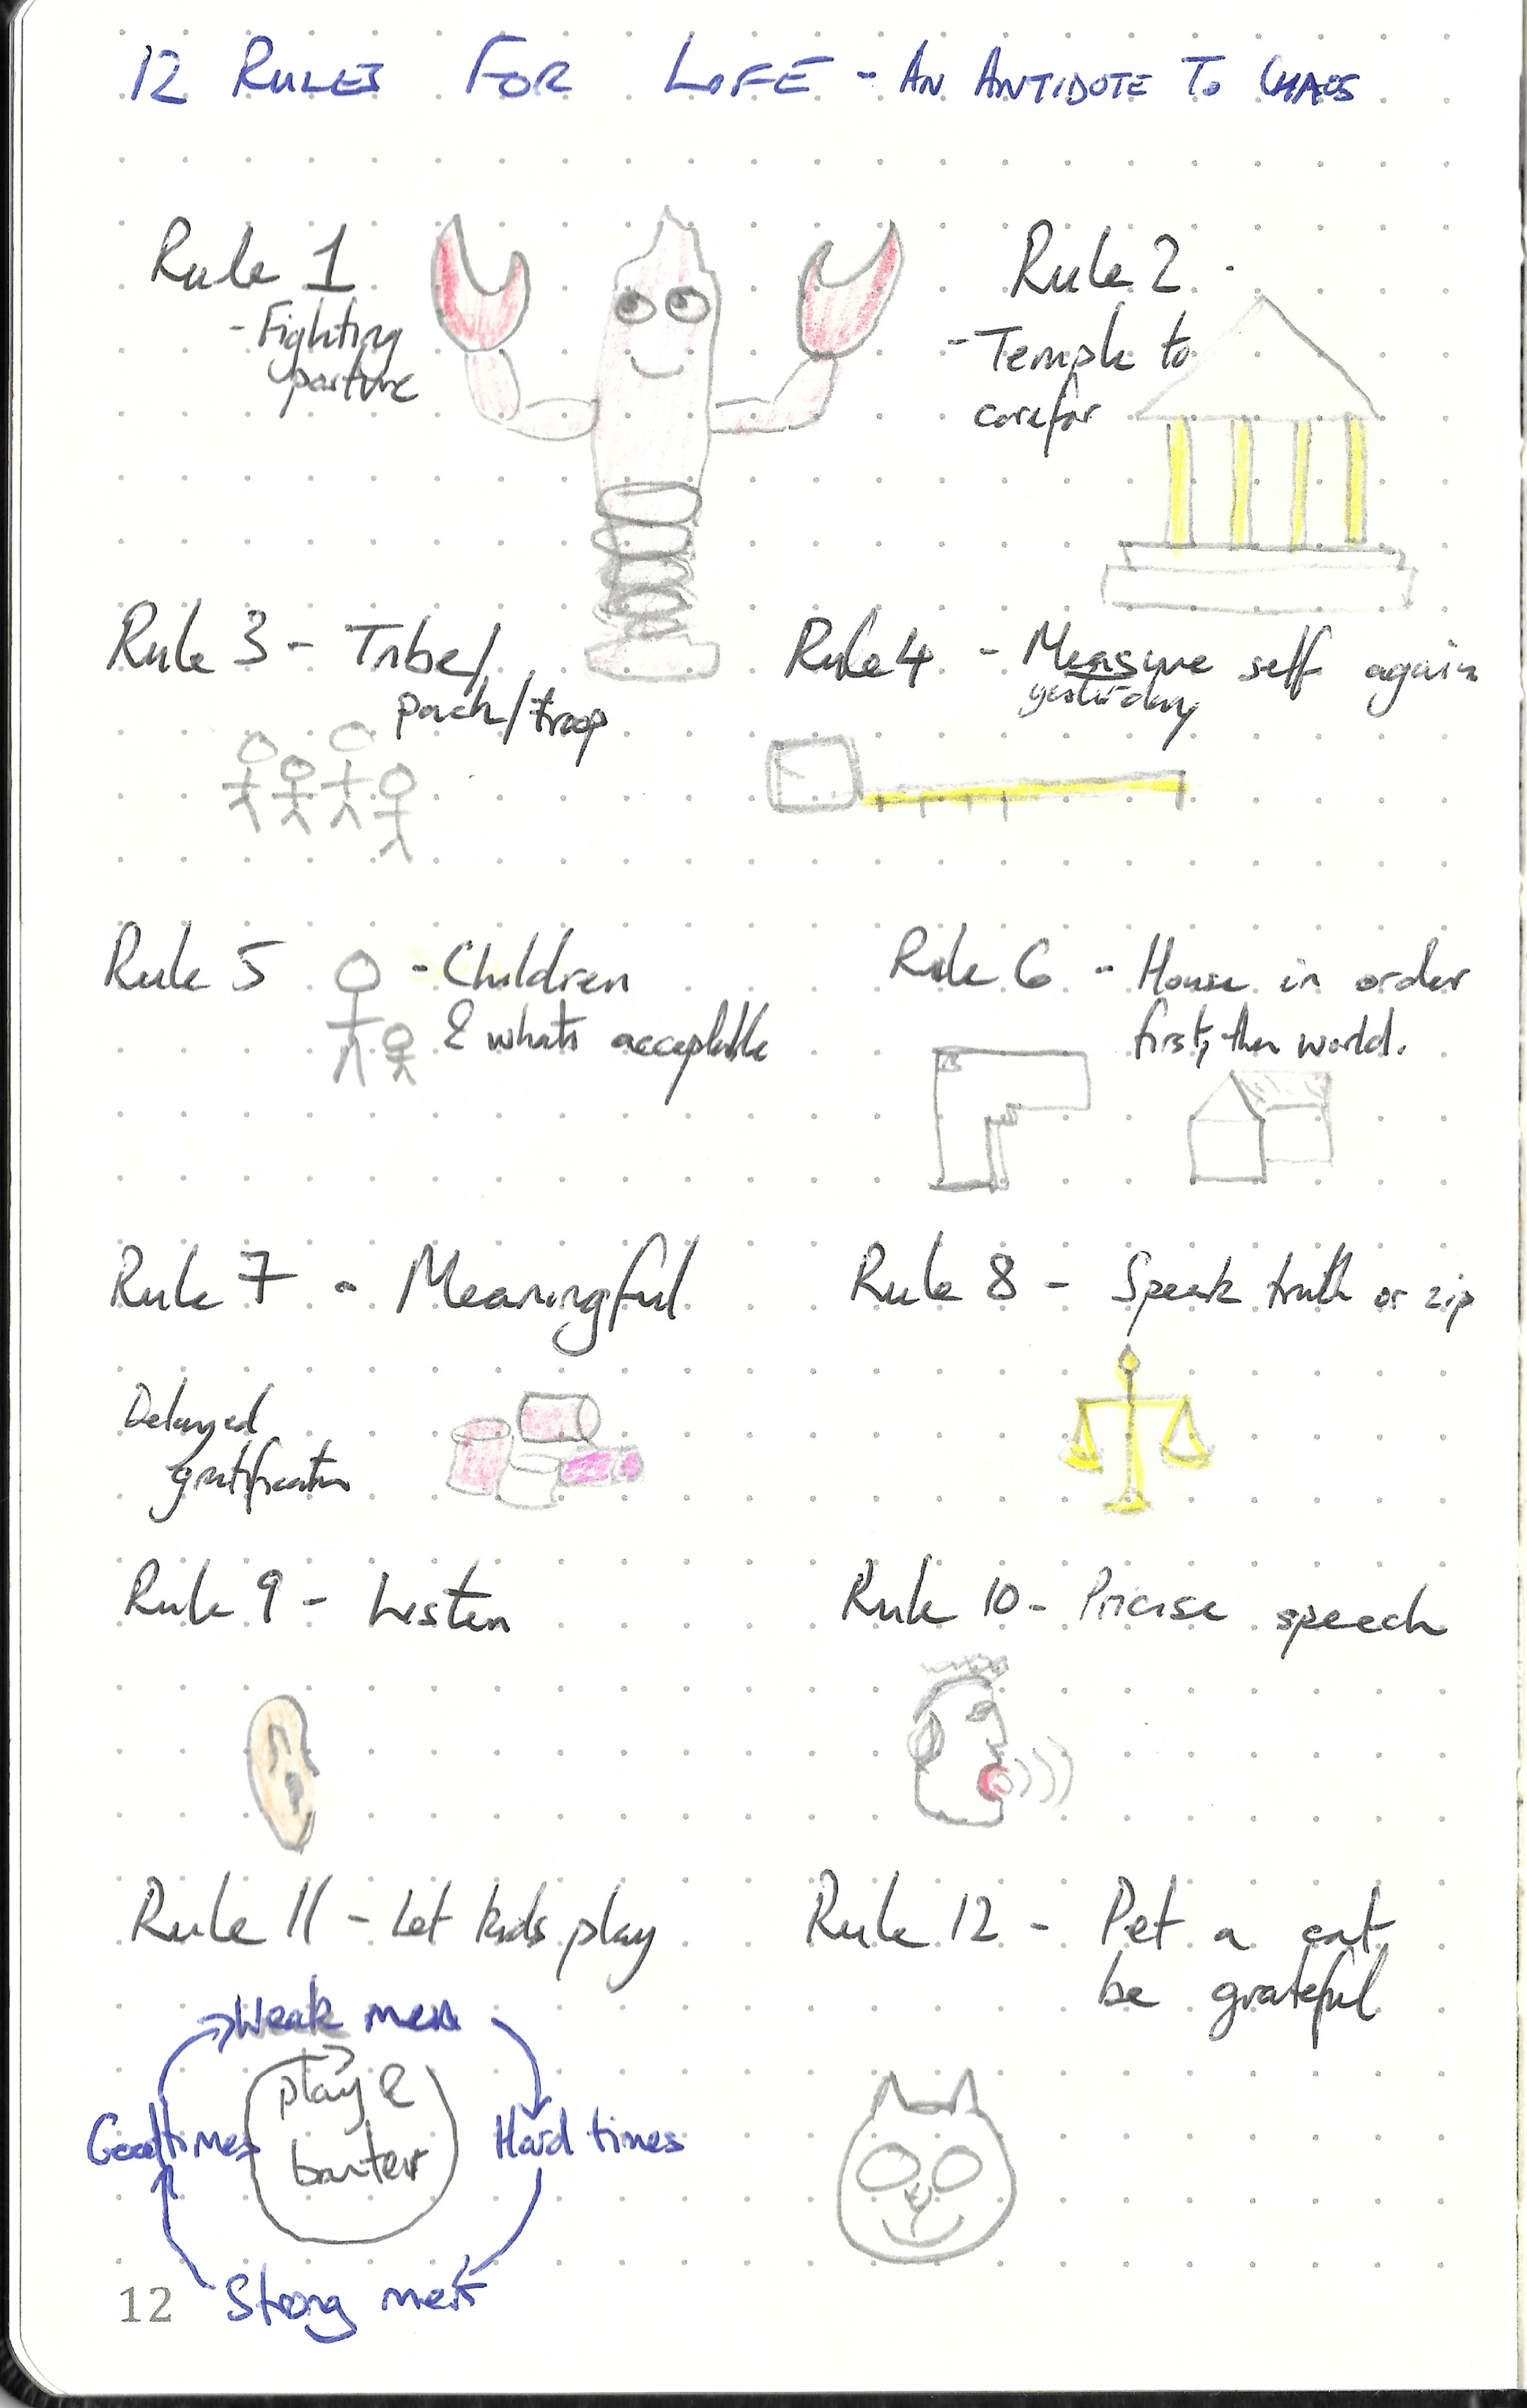 12 RULES FOR LIFE - AN ANTIDOTE TO CHAOS
Rule 1
- Fighting
posture
Rule 2
- Temple to
care for
Rule 3 - Tribe/
pack/troop
Rule 4 - Measure self again
yesterday
Rule 5 - Children
& whats acceptable
Rule 6 - House in order
first, then world.
Rule 7 - Meaningful
Delayed
gratification
Rule 8 - Speak truth or zip
Rule 9 - Listen
Rule 10 - Pricise speech
Rule 11 - Let kids play
Rule 12 - Pet a cat
be grateful
Weak men
play &
banter
Good times
Hard times
Strong men
12